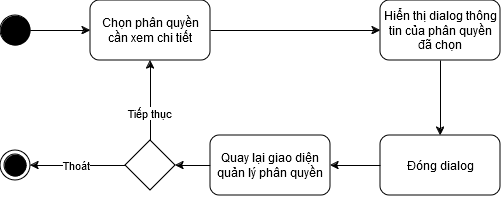 Chọn phân quyền
cần xem chi tiết
Hiển thị dialog thông
tin của phân quyền
đã chọn
Tiếp thục
Thoát
Quay lại giao diện
quản lý phân quyền
Đóng dialog